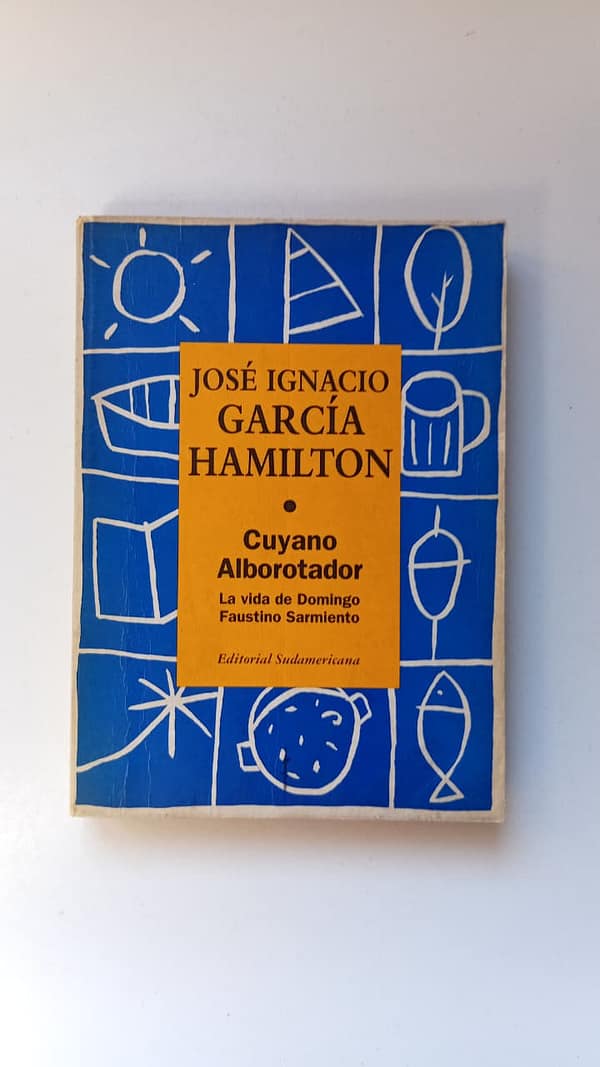 JOSÉ IGNACIO
GARCÍA
HAMILTON
Cuyano
Alborotador
La vida de Domingo
Faustino Sarmiento
Editorial Sudamericana